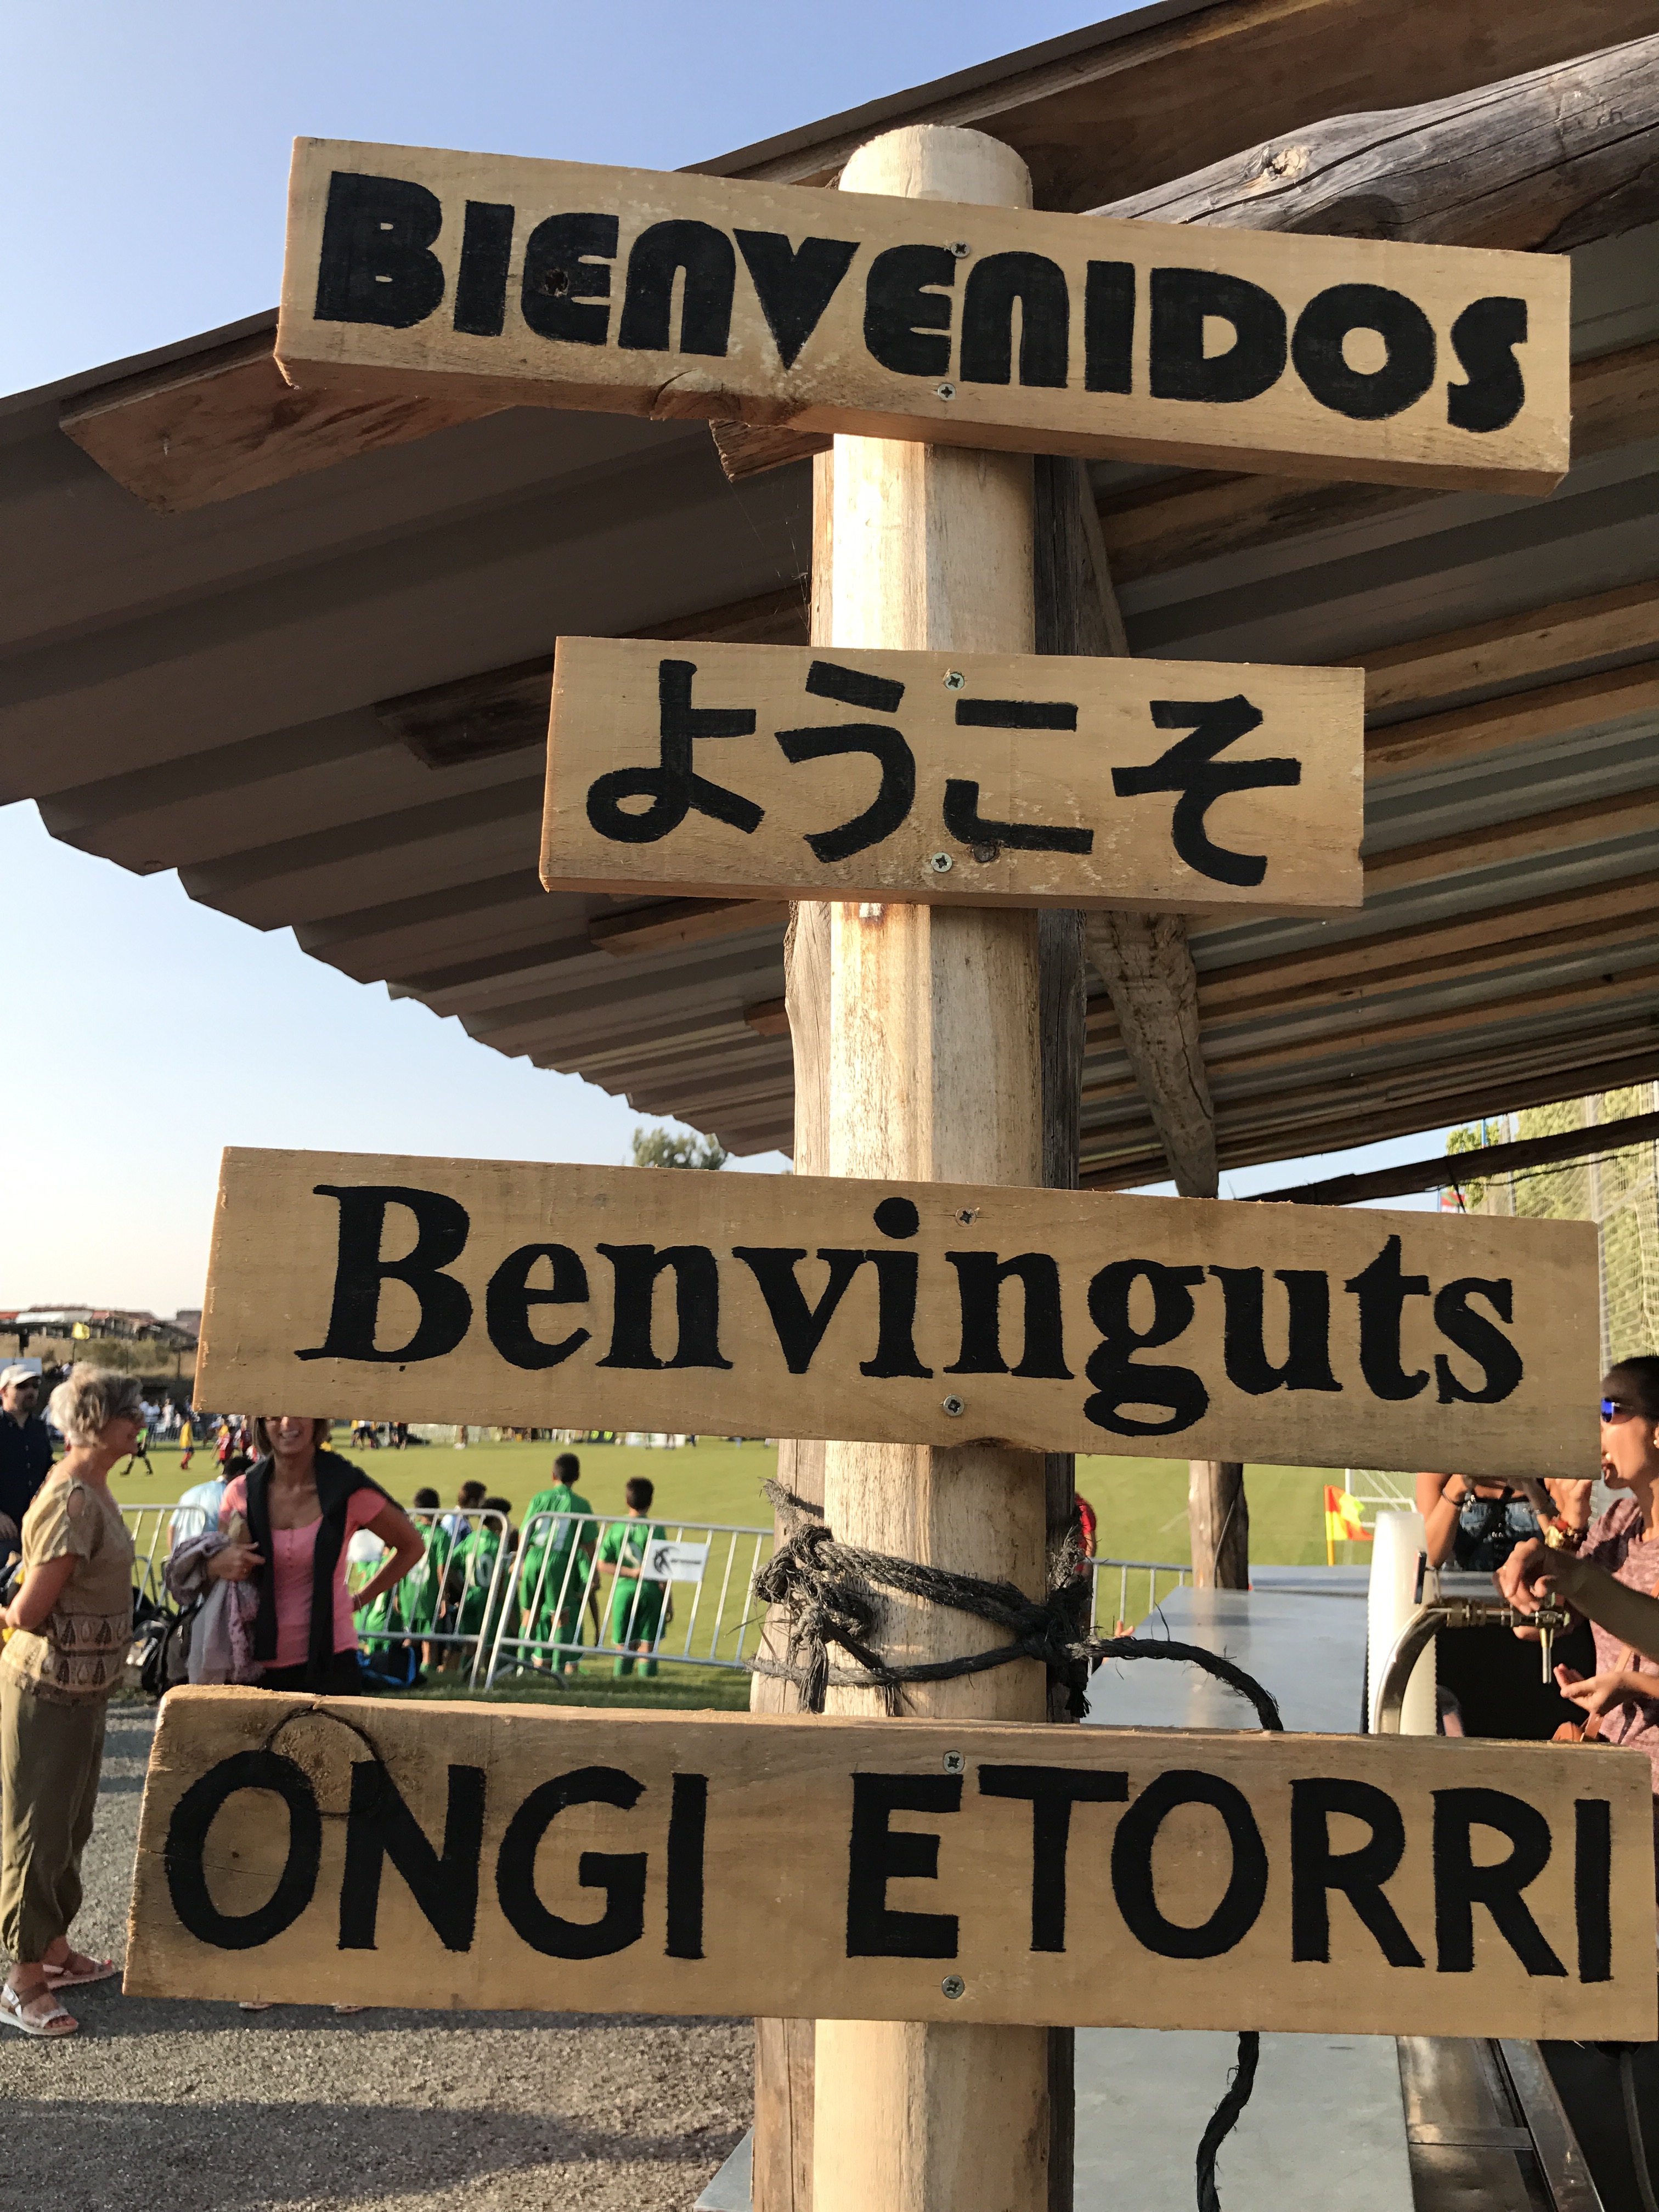 BIENVENIDOS
ようこそ
Benvinguts
ONGI ETORRI